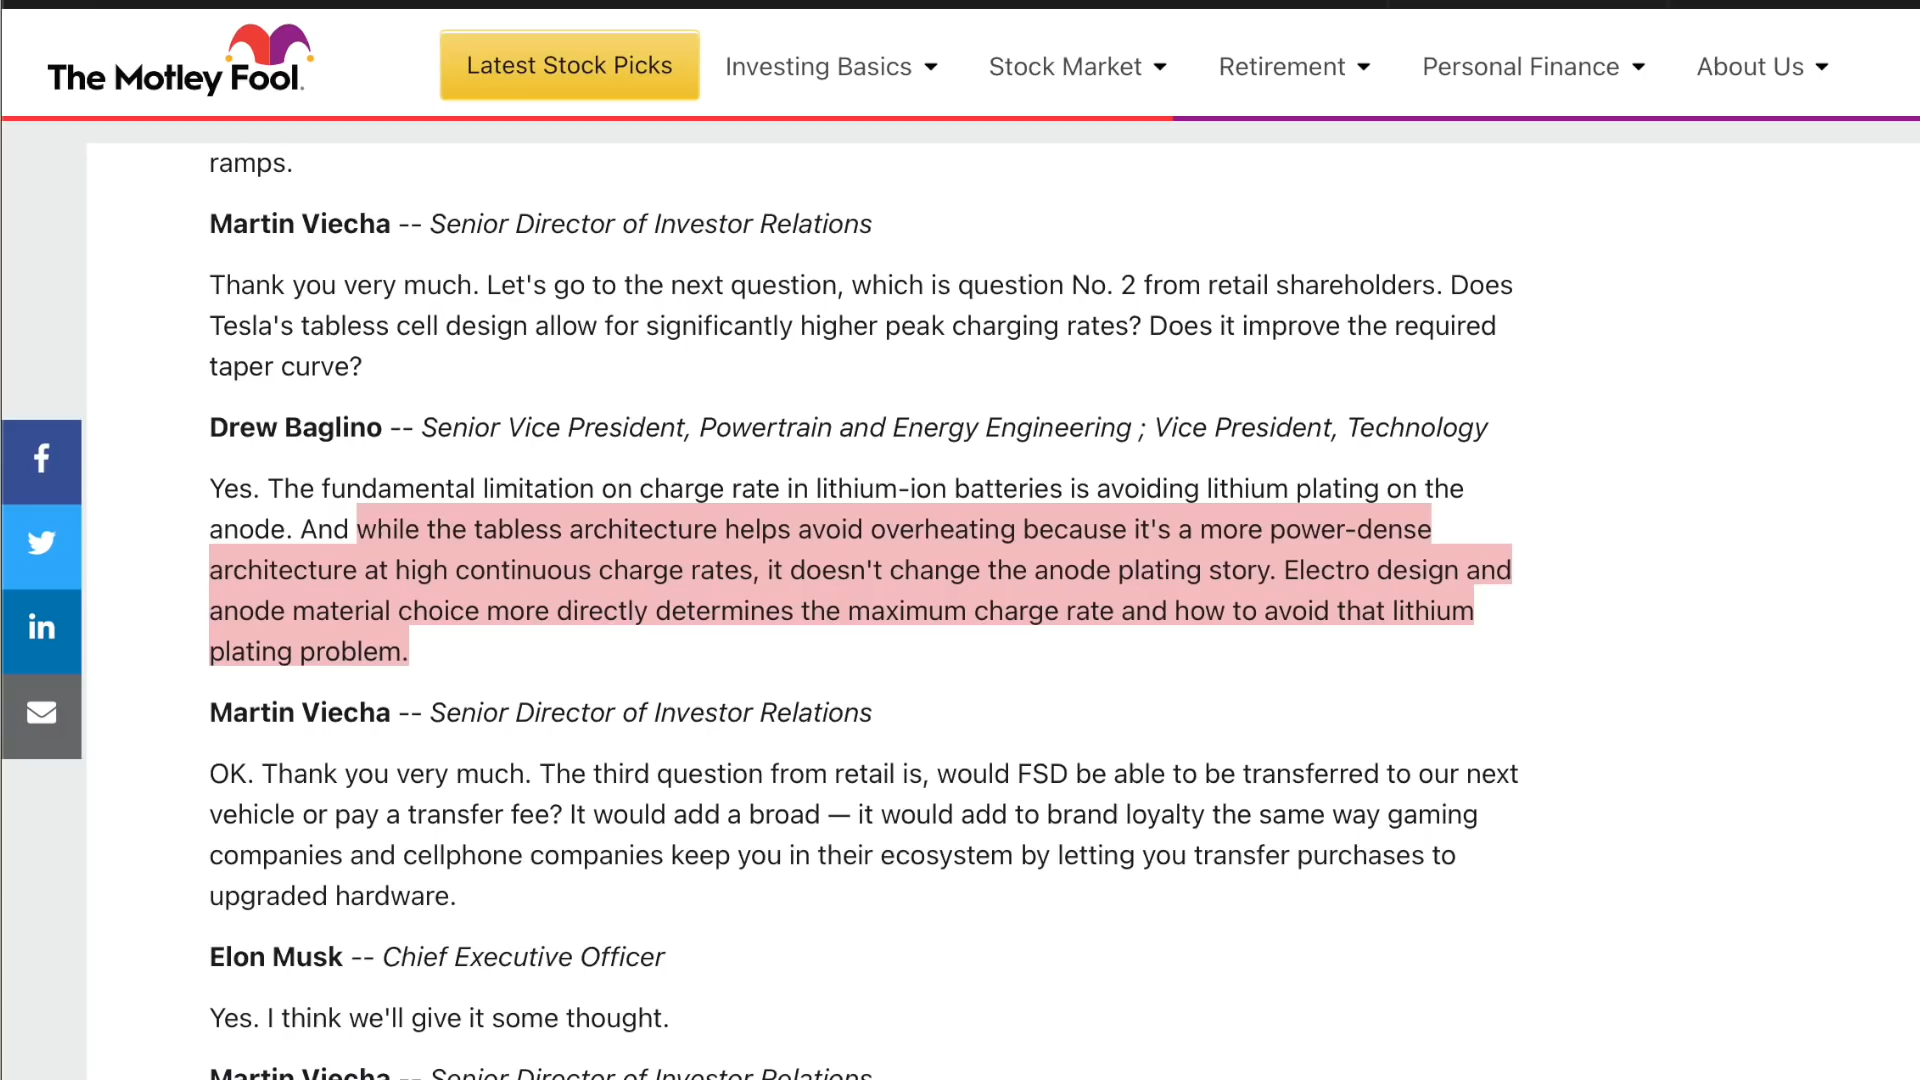 The Motley Fool.
Latest Stock Picks
Investing Basics
Stock Market
Retirement
Personal Finance
About Us
ramps.
Martin Viecha -- Senior Director of Investor Relations
Thank you very much. Let's go to the next question, which is question No. 2 from retail shareholders. Does
Tesla's tabless cell design allow for significantly higher peak charging rates? Does it improve the required
taper curve?
Drew Baglino -- Senior Vice President, Powertrain and Energy Engineering ; Vice President, Technology
Yes. The fundamental limitation on charge rate in lithium-ion batteries is avoiding lithium plating on the
anode. And while the tabless architecture helps avoid overheating because it's a more power-dense
architecture at high continuous charge rates, it doesn't change the anode plating story. Electro design and
anode material choice more directly determines the maximum charge rate and how to avoid that lithium
plating problem.
Martin Viecha -- Senior Director of Investor Relations
OK. Thank you very much. The third question from retail is, would FSD be able to be transferred to our next
vehicle or pay a transfer fee? It would add a broad — it would add to brand loyalty the same way gaming
companies and cellphone companies keep you in their ecosystem by letting you transfer purchases to
upgraded hardware.
Elon Musk -- Chief Executive Officer
Yes. I think we'll give it some thought.
Martin Viecha -- Senior Director of Investor Relations